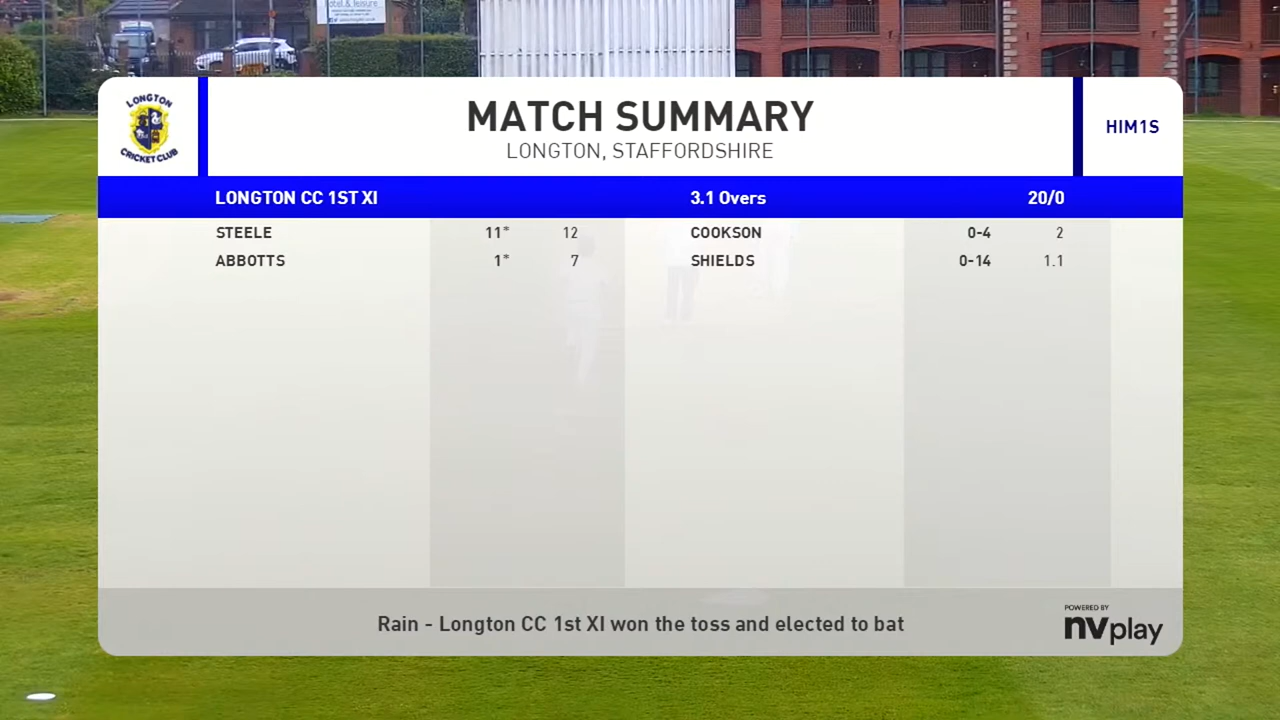 otel & leisure
LONGTON
CRICKET CLUB
MATCH SUMMARY
LONGTON, STAFFORDSHIRE
HIM1S
LONGTON CC 1ST XI 3.1 Overs 20/0
STEELE 11* 12 COOKSON 0-4 2
ABBOTTS 1* 7 SHIELDS 0-14 1.1
Rain - Longton CC 1st XI won the toss and elected to bat
POWERED BY
nvplay